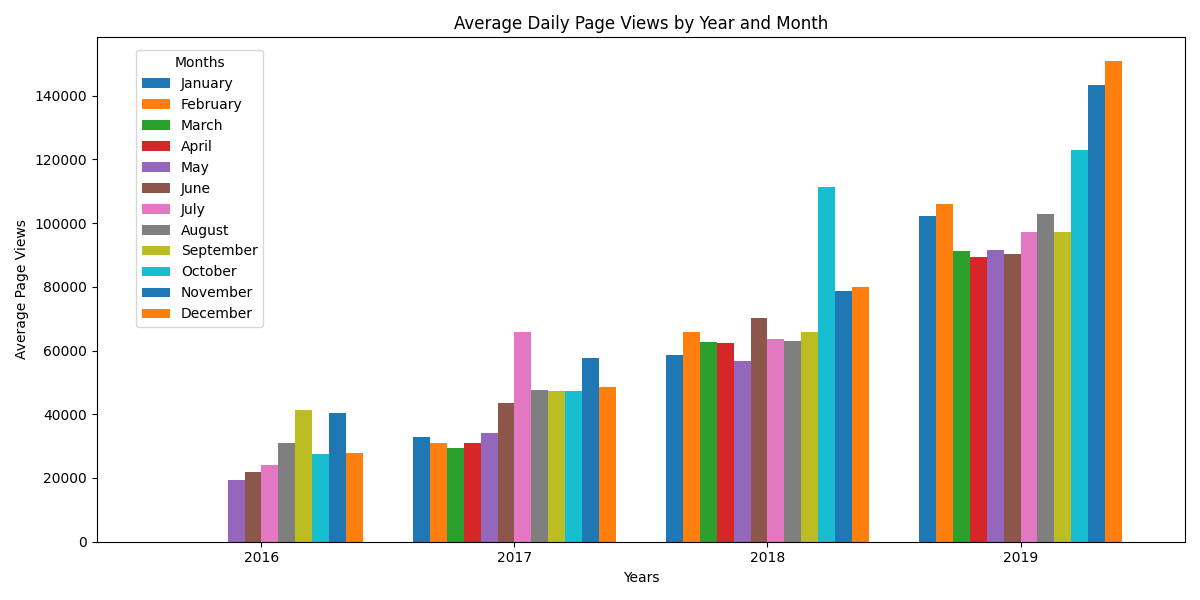 Average Daily Page Views by Year and Month
Months
January
February
March
April
May
June
July
August
September
October
November
December
Average Page Views
140000
120000
100000
80000
60000
40000
20000
0
2016 2017 2018 2019
Years